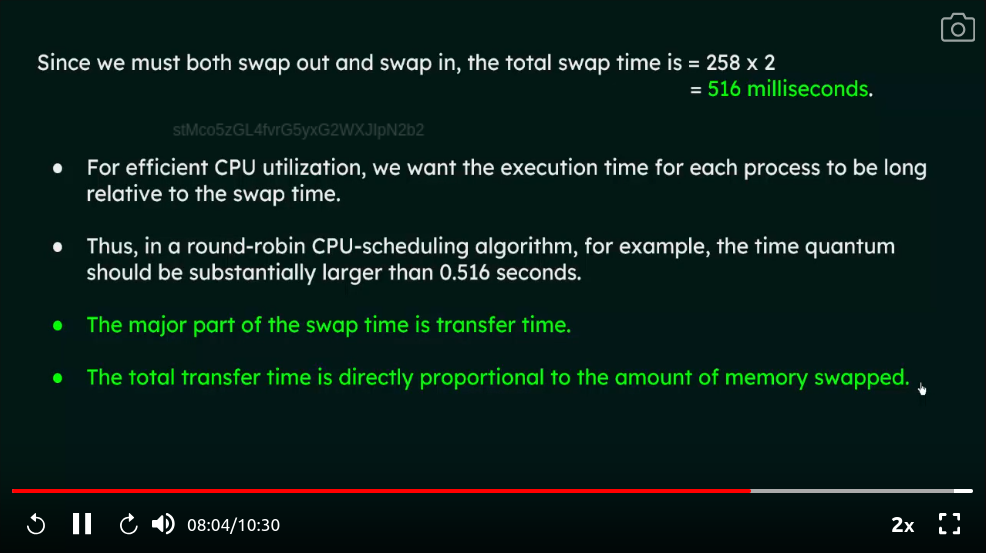 Since we must both swap out and swap in, the total swap time is = 258 x 2
= 516 milliseconds.
stMco5zGL4fvrG5yxG2WXJIpN2b2
● For efficient CPU utilization, we want the execution time for each process to be long
relative to the swap time.
● Thus, in a round-robin CPU-scheduling algorithm, for example, the time quantum
should be substantially larger than 0.516 seconds.
● The major part of the swap time is transfer time.
● The total transfer time is directly proportional to the amount of memory swapped.
08:04/10:30
2x